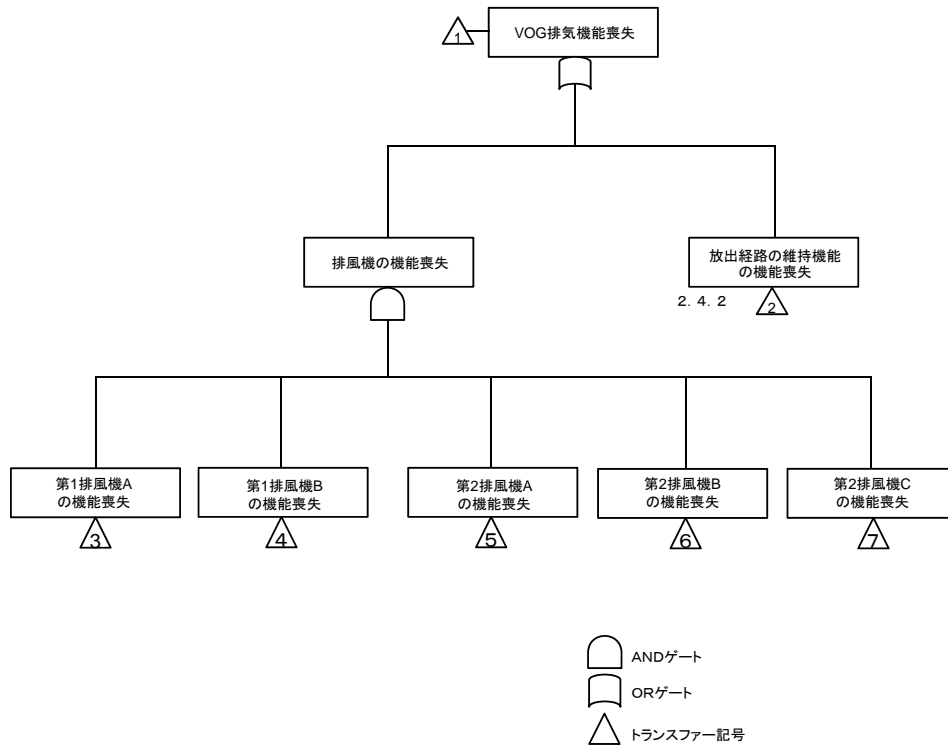 1
VOG排気機能喪失
排風機の機能喪失
放出経路の維持機能
の機能喪失
2．4．2
2
第1排風機A
の機能喪失
第1排風機B
の機能喪失
第2排風機A
の機能喪失
第2排風機B
の機能喪失
第2排風機C
の機能喪失
3
4
5
6
7
ANDゲート
ORゲート
トランスファー記号